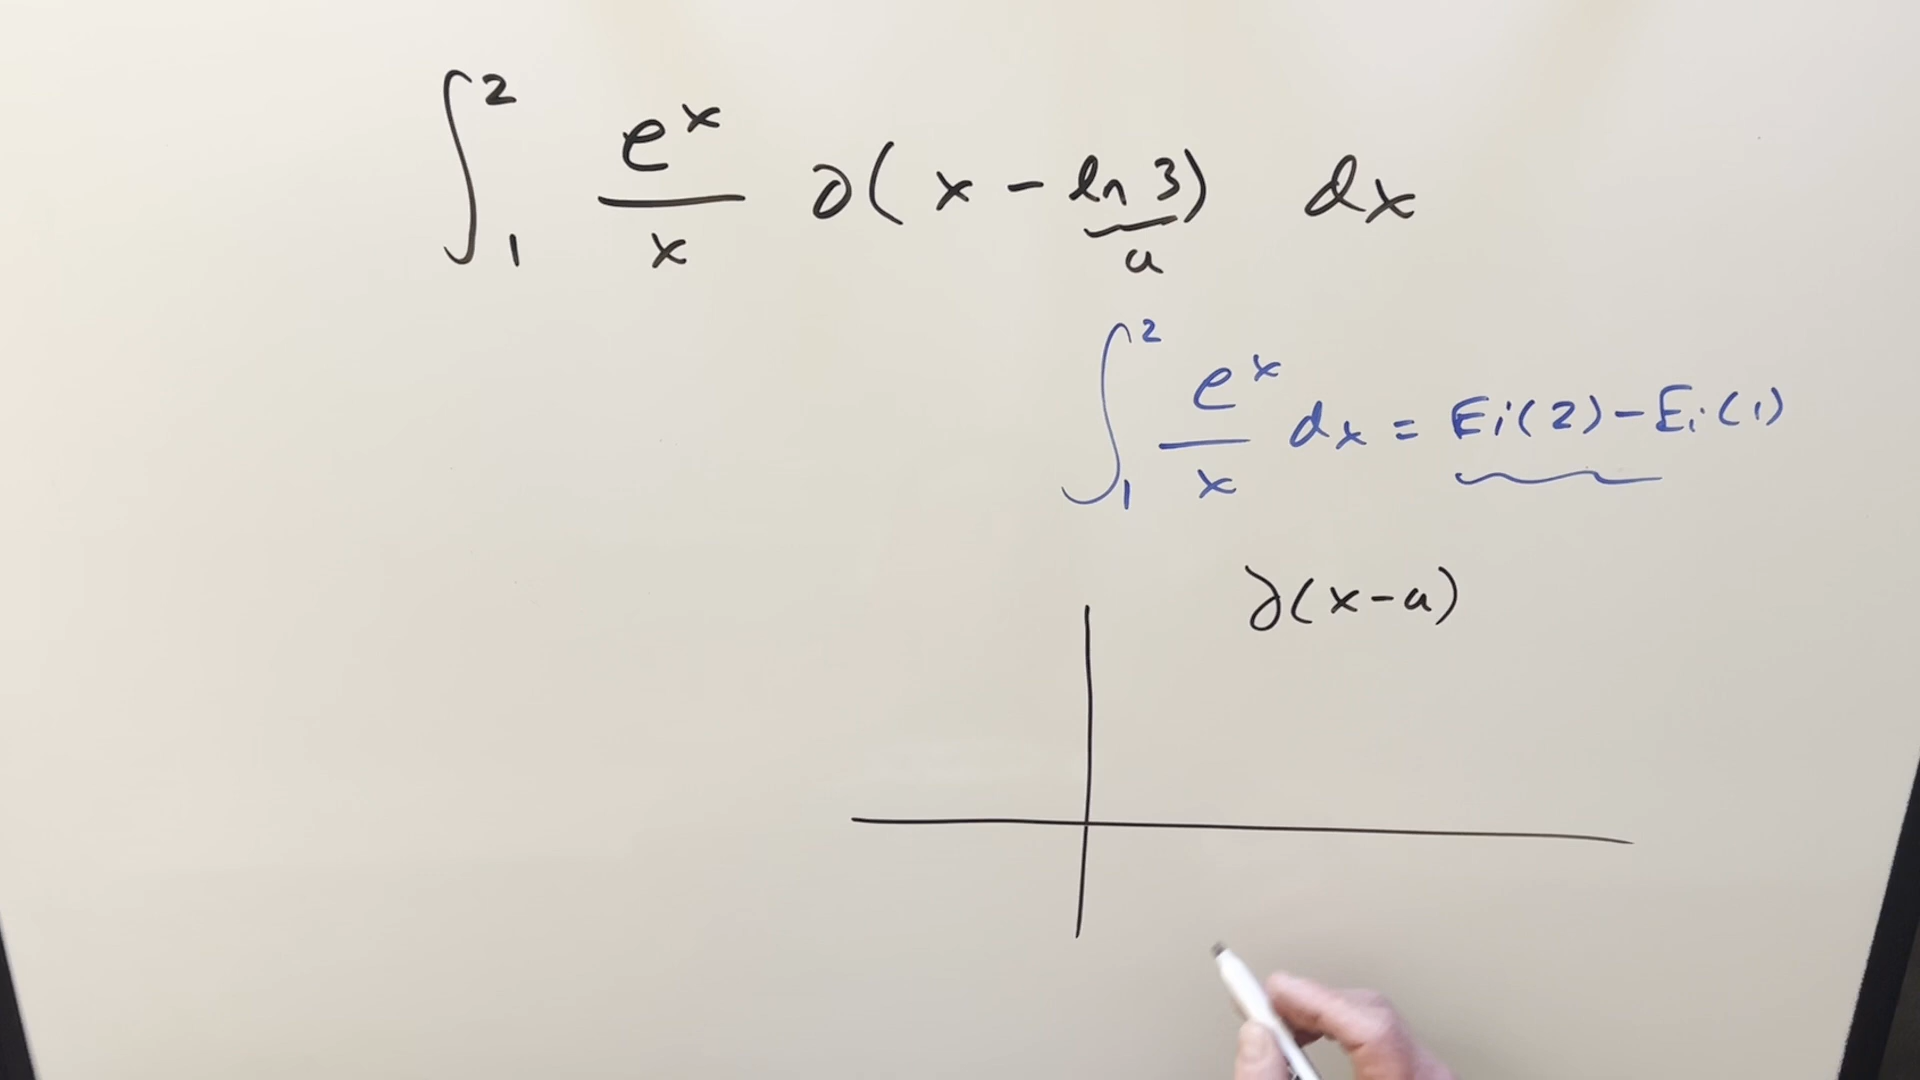 ∫₁² eˣ/x ∂(x - ln 3) dx
a
∫₁² eˣ/x dx = Ei(2) - Ei(1)
∂(x-a)